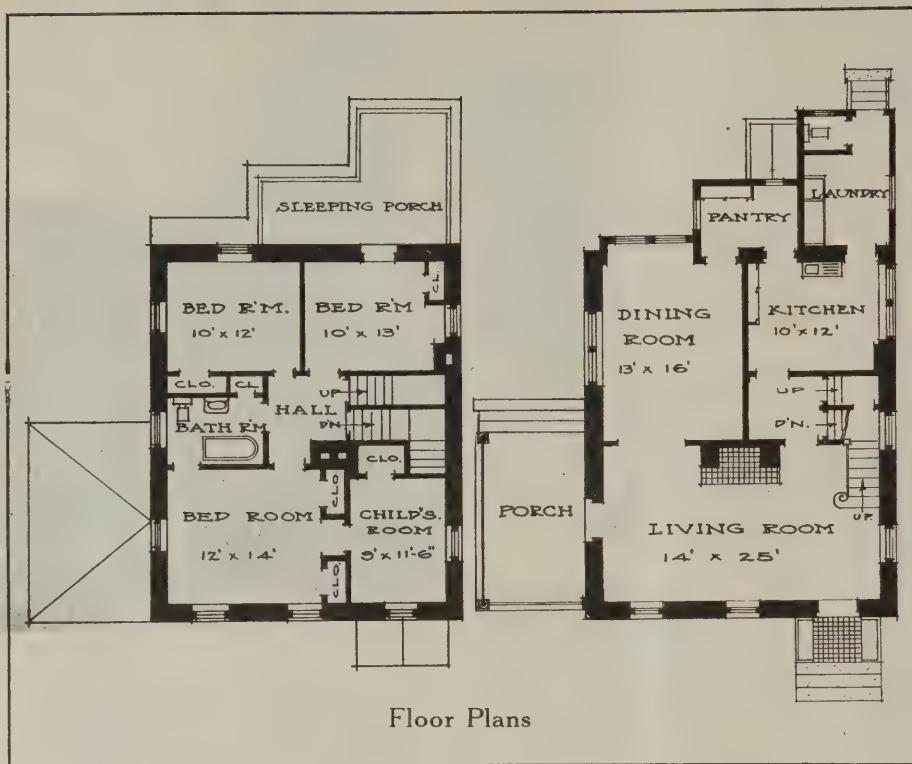 SLEEPING PORCH
BED R'M.
10' x 12'
BED R'M
10' x 13'
CL.
CLO.
CL
UP
HALL
D'N
BATH R'M
CLO.
BED ROOM
12' x 14'
CLO
CHILD'S.
ROOM
9' x 11'-6"
CLO.
LAUNDRY
PANTRY
DINING
ROOM
13' x 16'
KITCHEN
10' x 12'
UP
D'N.
PORCH
UP.
LIVING ROOM
14' x 25'
Floor Plans